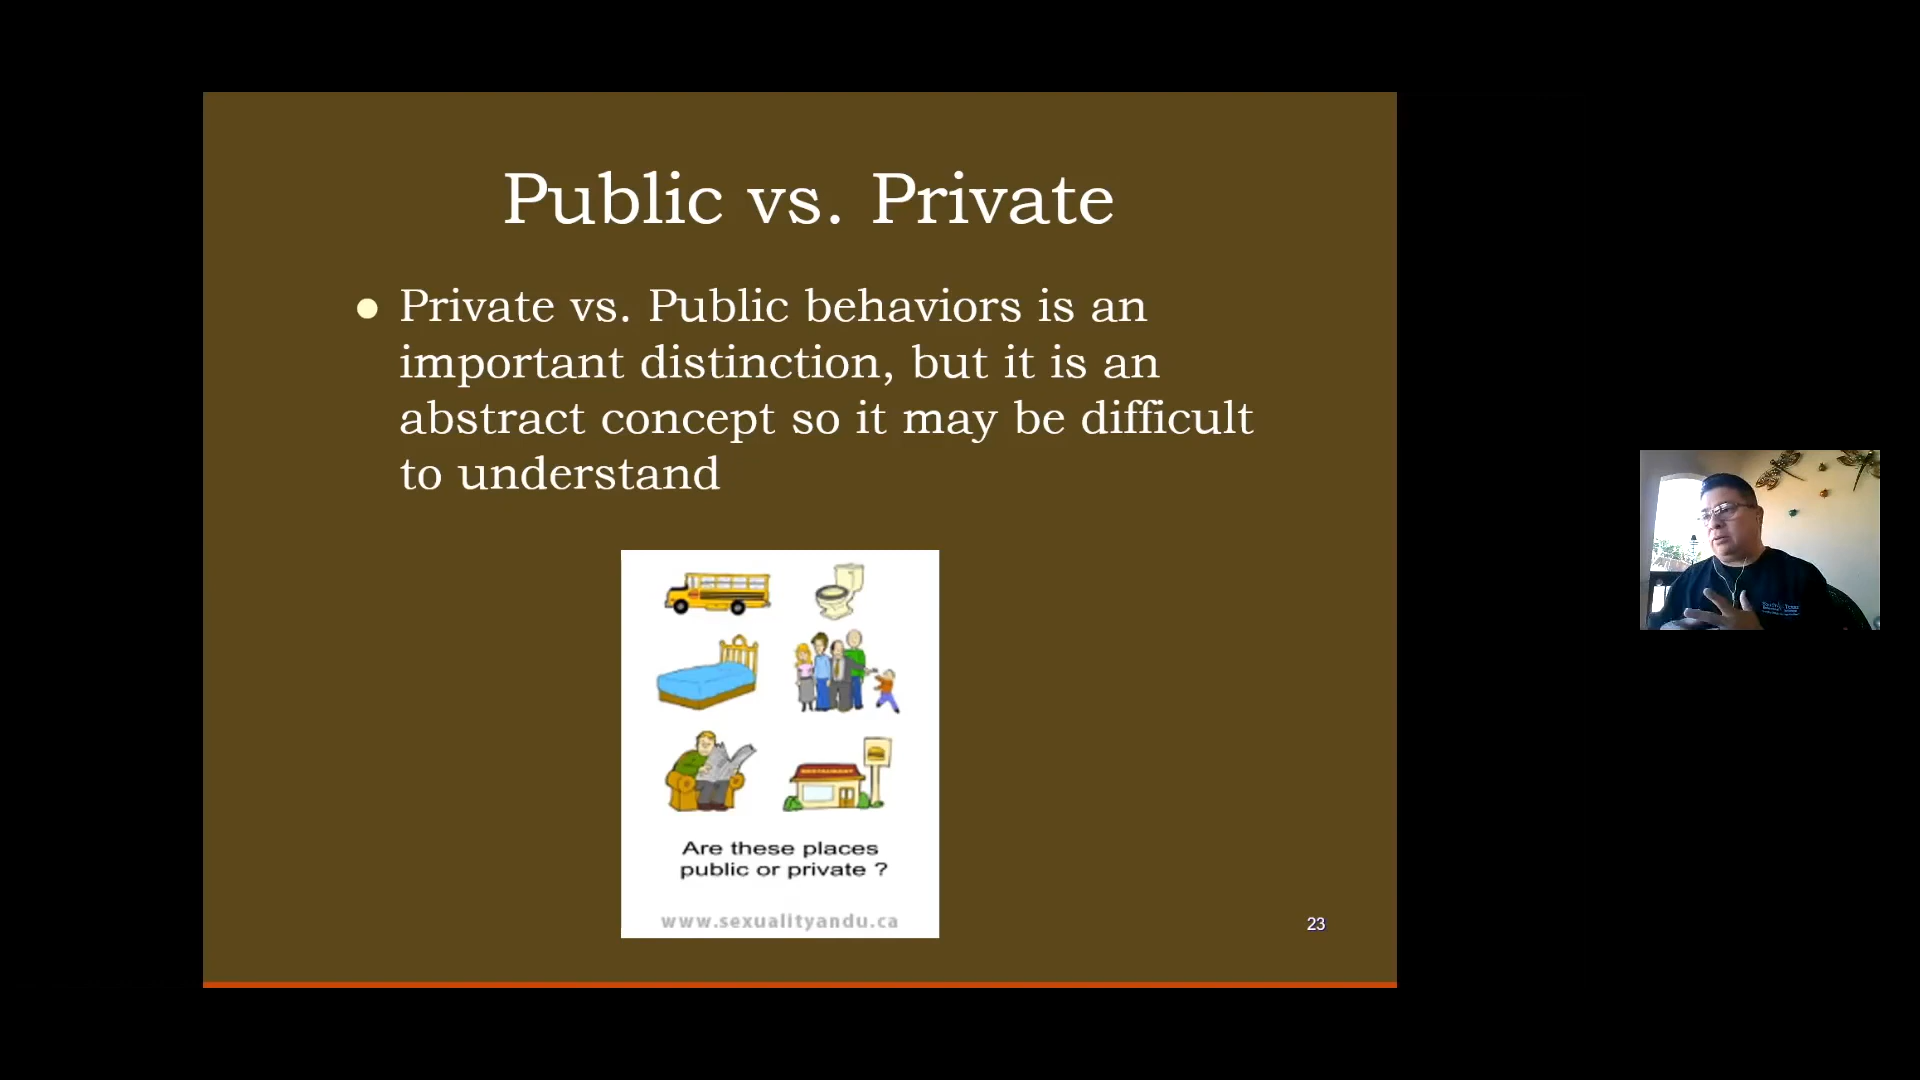 Public vs. Private
Private vs. Public behaviors is an
important distinction, but it is an
abstract concept so it may be difficult
to understand
RESTAURANT
Are these places
public or private ?
www.sexualityandu.ca
23